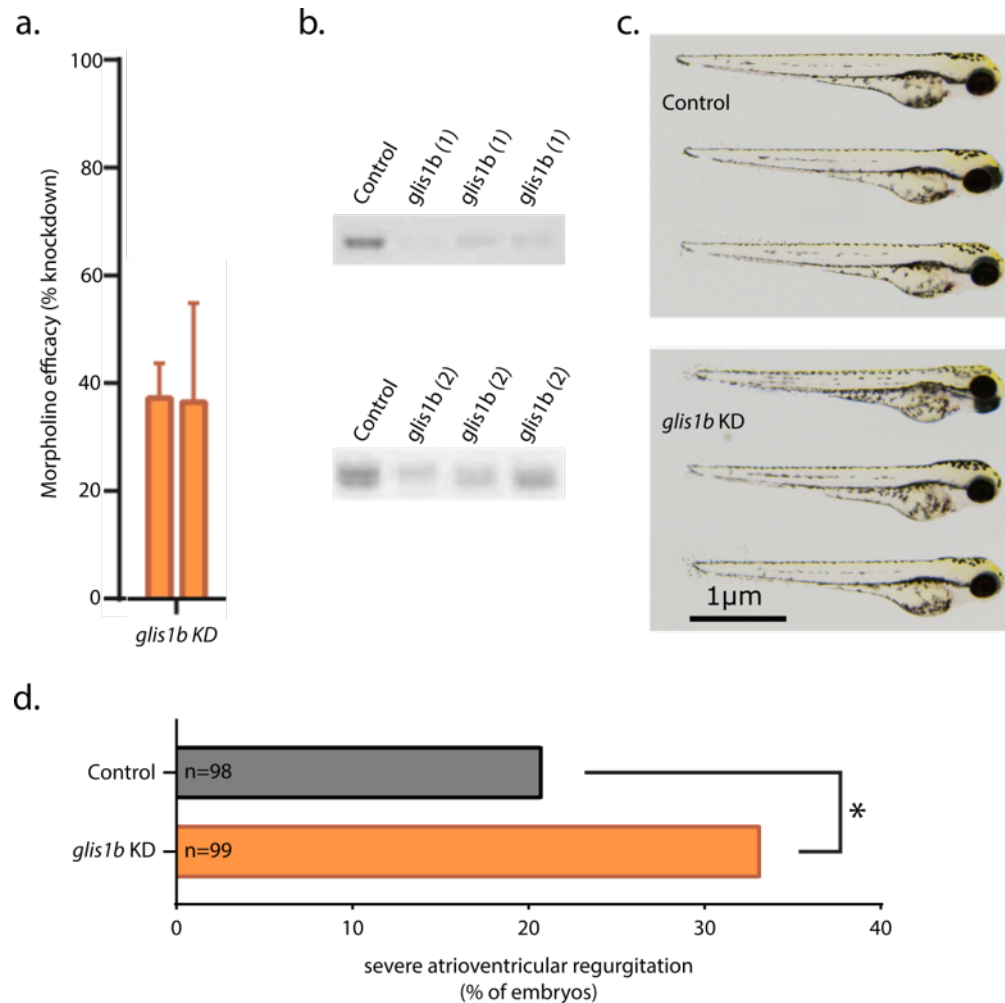 a.
100
80
60
40
20
0
Morpholino efficacy (% knockdown)
glis1b KD
b.
Control
glis1b (1)
glis1b (1)
glis1b (1)
Control
glis1b (2)
glis1b (2)
glis1b (2)
c.
Control
glis1b KD
1μm
d.
Control
n=98
glis1b KD
n=99
*
0
10
20
30
40
severe atrioventricular regurgitation
(% of embryos)